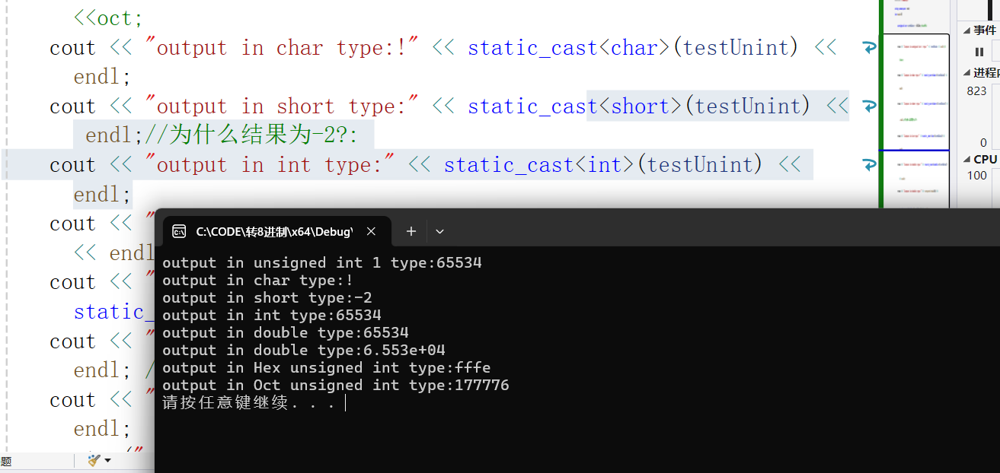 <<oct;
cout << "output in char type:!" << static_cast<char>(testUnint) <<
endl;
cout << "output in short type:" << static_cast<short>(testUnint) <<
endl;//为什么结果为-2?:
cout << "output in int type:" << static_cast<int>(testUnint) <<
endl;
cout << "
<< endl
cout << "
static_
cout << "
endl; /
cout << "
endl;
("
题
事件
进程
823
0
CPU
100
C:\CODE\转8进制\x64\Debug\
output in unsigned int 1 type:65534
output in char type:!
output in short type:-2
output in int type:65534
output in double type:65534
output in double type:6.553e+04
output in Hex unsigned int type:fffe
output in Oct unsigned int type:177776
请按任意键继续. . .